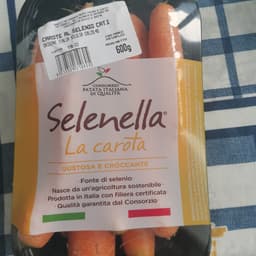 CAROTE AL SELENIO CAT.I
600g
CONSORZIO
PATATA ITALIANA
DI QUALITÀ
Selenella®
La carota
GUSTOSA E CROCCANTE
Fonte di selenio
Nasce da un'agricoltura sostenibile
Prodotta in Italia con Filiera certificata
Qualità garantita dal Consorzio